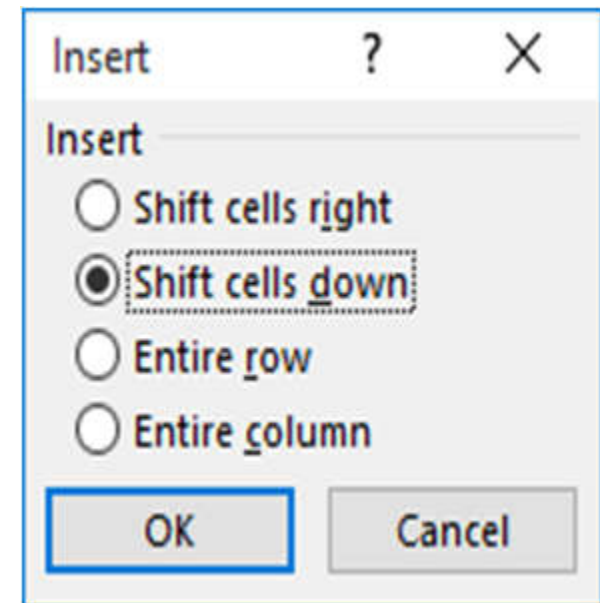 Insert ? X
Insert
Shift cells right
Shift cells down
Entire row
Entire column
OK Cancel